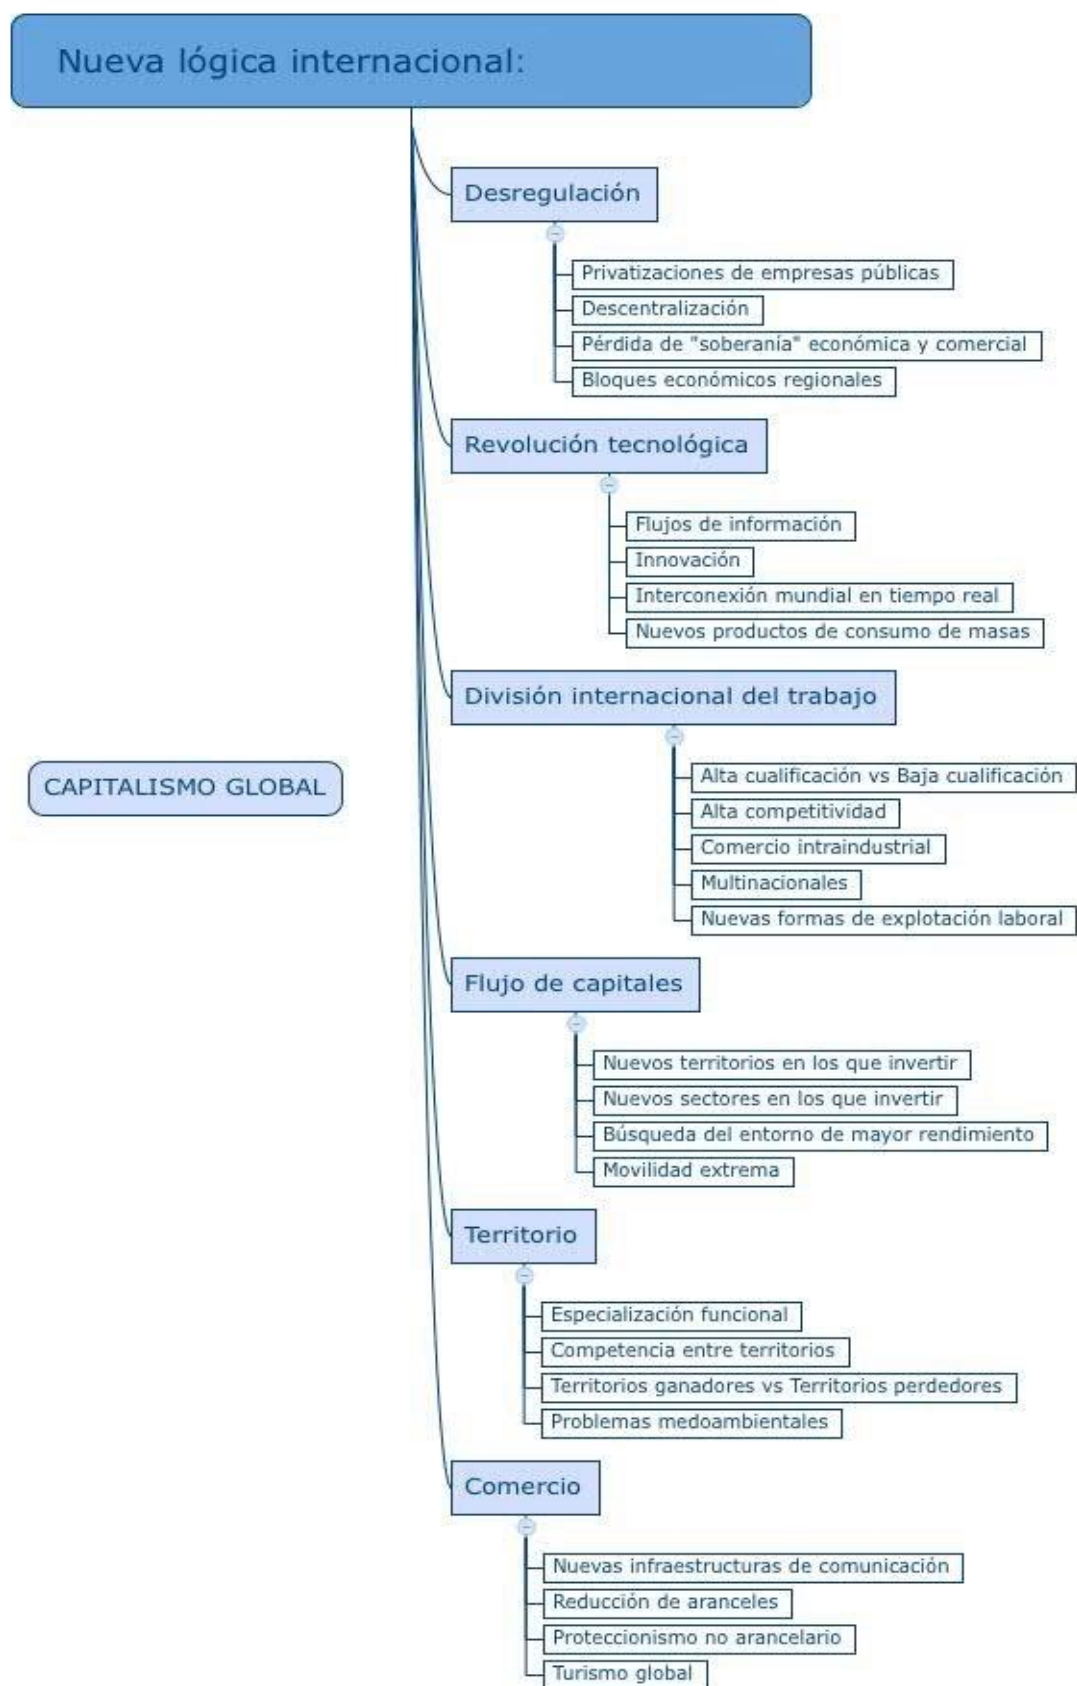 Nueva lógica internacional:
Desregulación
Privatizaciones de empresas públicas
Descentralización
Pérdida de "soberanía" económica y comercial
Bloques económicos regionales
Revolución tecnológica
Flujos de información
Innovación
Interconexión mundial en tiempo real
Nuevos productos de consumo de masas
División internacional del trabajo
CAPITALISMO GLOBAL
Alta cualificación vs Baja cualificación
Alta competitividad
Comercio intraindustrial
Multinacionales
Nuevas formas de explotación laboral
Flujo de capitales
Nuevos territorios en los que invertir
Nuevos sectores en los que invertir
Búsqueda del entorno de mayor rendimiento
Movilidad extrema
Territorio
Especialización funcional
Competencia entre territorios
Territorios ganadores vs Territorios perdedores
Problemas medoambientales
Comercio
Nuevas infraestructuras de comunicación
Reducción de aranceles
Proteccionismo no arancelario
Turismo global